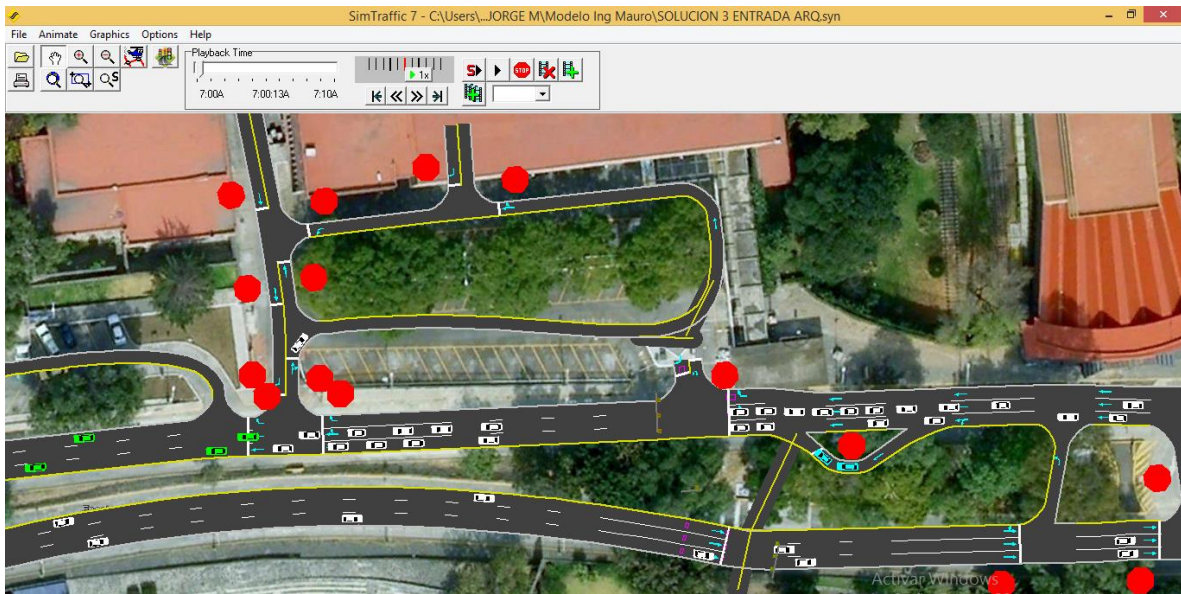 SimTraffic 7 - C:\Users\...JORGE M\Modelo Ing Mauro\SOLUCION 3 ENTRADA ARQ.syn
File Animate Graphics Options Help
Playback Time
1x
7:00A 7:00:13A 7:10A
S
STOP
S
Activar Windows